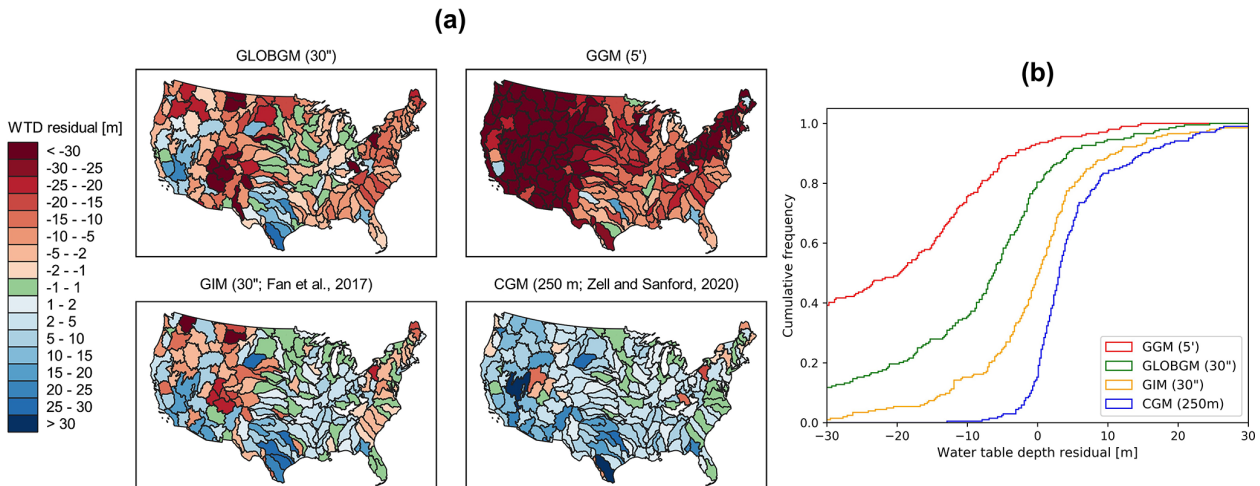 (a)
GLOBGM (30")
GGM (5')
WTD residual [m]
< -30
-30 - -25
-25 - -20
-20 - -15
-15 - -10
-10 - -5
-5 - -2
-2 - -1
-1 - 1
1 - 2
2 - 5
5 - 10
10 - 15
15 - 20
20 - 25
25 - 30
> 30
GIM (30"; Fan et al., 2017)
CGM (250 m; Zell and Sanford, 2020)
(b)
Cumulative frequency
1.0
0.8
0.6
0.4
0.2
0.0
GGM (5')
GLOBGM (30")
GIM (30")
CGM (250m)
−30
−20
−10
0
10
20
30
Water table depth residual [m]